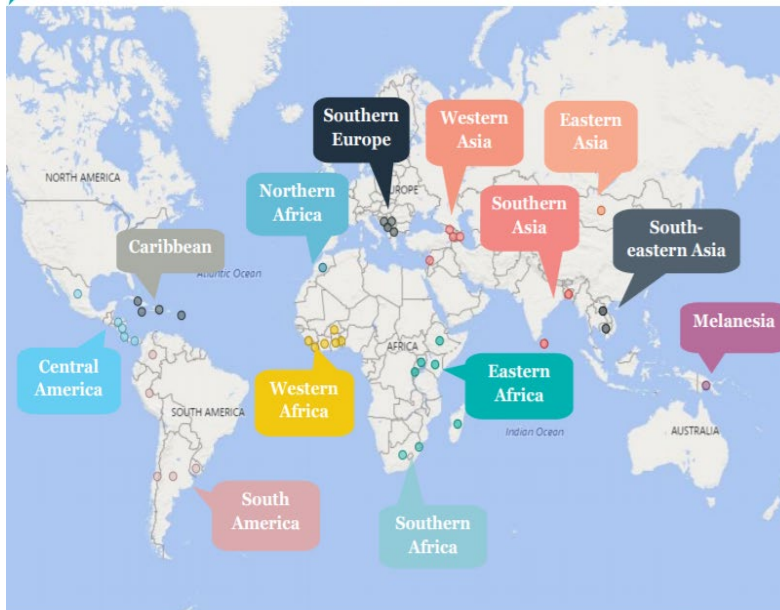 Southern
Europe
Western
Asia
Eastern
Asia
NORTH AMERICA
Northern
Africa
EUROPE
Southern
Asia
South-
eastern Asia
Caribbean
Atlantic Ocean
Melanesia
Central
America
AFRICA
Western
Africa
Eastern
Africa
SOUTH AMERICA
Indian Ocean
AUSTRALIA
South
America
Southern
Africa